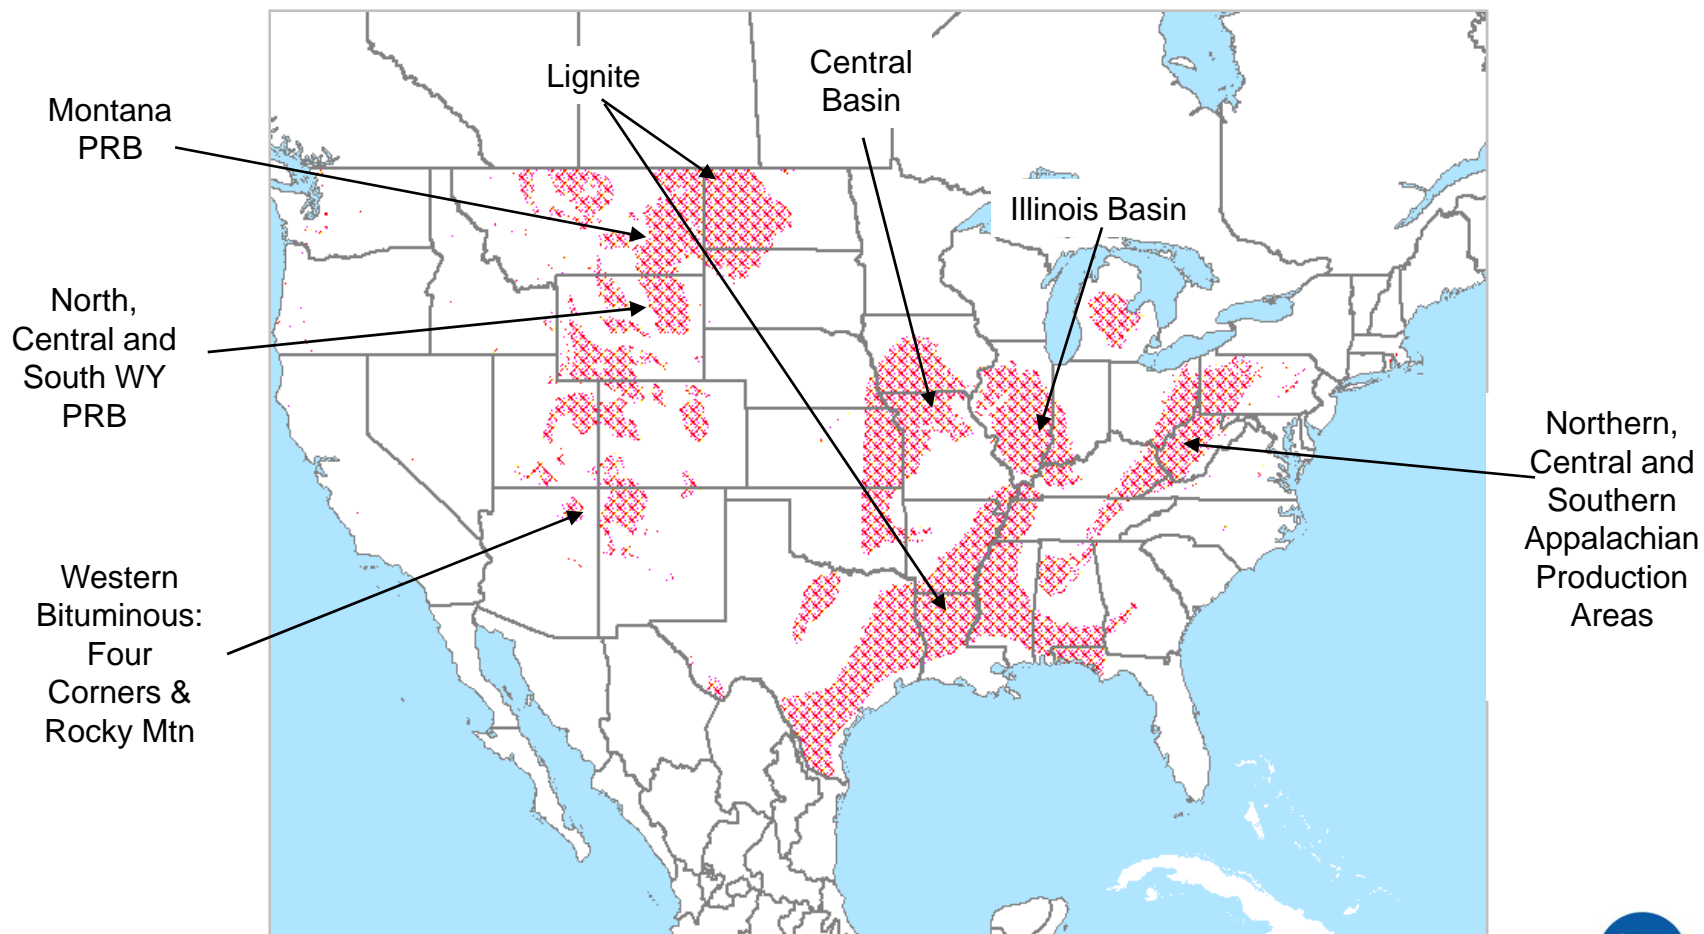 Lignite
Central
Basin
Montana
PRB
Illinois Basin
North,
Central and
South WY
PRB
Northern,
Central and
Southern
Appalachian
Production
Areas
Western
Bituminous:
Four
Corners &
Rocky Mtn